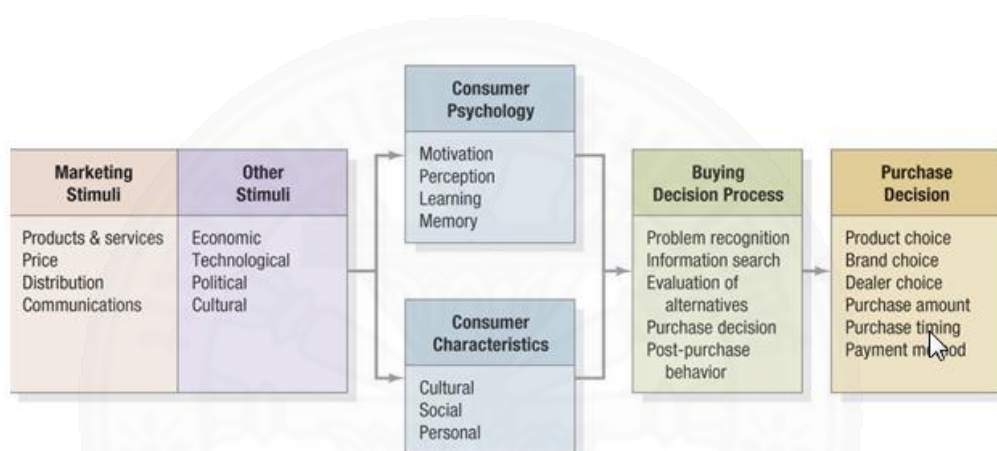 Marketing
Stimuli
Products & services
Price
Distribution
Communications
Other
Stimuli
Economic
Technological
Political
Cultural
Consumer
Psychology
Motivation
Perception
Learning
Memory
Consumer
Characteristics
Cultural
Social
Personal
Buying
Decision Process
Problem recognition
Information search
Evaluation of
alternatives
Purchase decision
Post-purchase
behavior
Purchase
Decision
Product choice
Brand choice
Dealer choice
Purchase amount
Purchase timing
Payment method